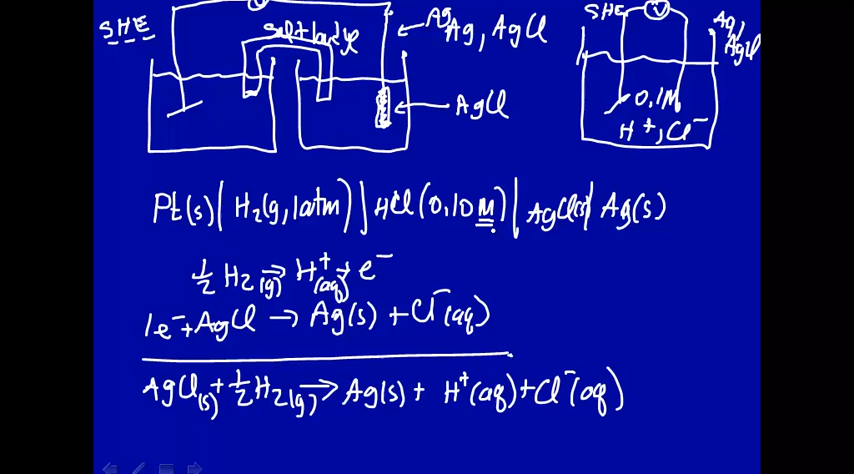 SHE
V
salt bridge
Ag
Ag, AgCl
AgCl
SHE
V
Ag,
AgCl
0.1M
H⁺, Cl⁻
Pt(s) | H₂(g, 1atm) | HCl (0.10 M) | AgCl(s) | Ag(s)
½ H₂(g) → H⁺(aq) + e⁻
1e⁻ + AgCl → Ag(s) + Cl⁻(aq)
AgCl(s) + ½ H₂(g) → Ag(s) + H⁺(aq) + Cl⁻(aq)